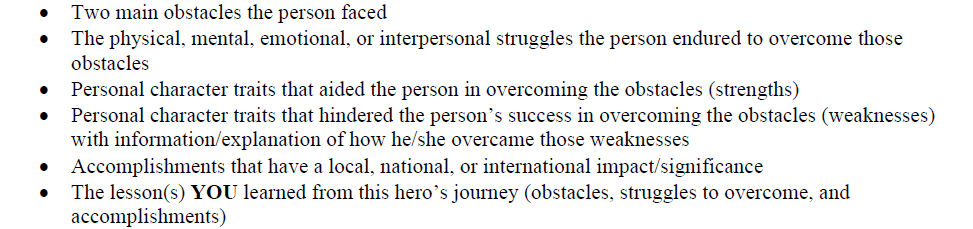 • Two main obstacles the person faced
• The physical, mental, emotional, or interpersonal struggles the person endured to overcome those
obstacles
• Personal character traits that aided the person in overcoming the obstacles (strengths)
• Personal character traits that hindered the person's success in overcoming the obstacles (weaknesses)
with information/explanation of how he/she overcame those weaknesses
• Accomplishments that have a local, national, or international impact/significance
• The lesson(s) YOU learned from this hero's journey (obstacles, struggles to overcome, and
accomplishments)